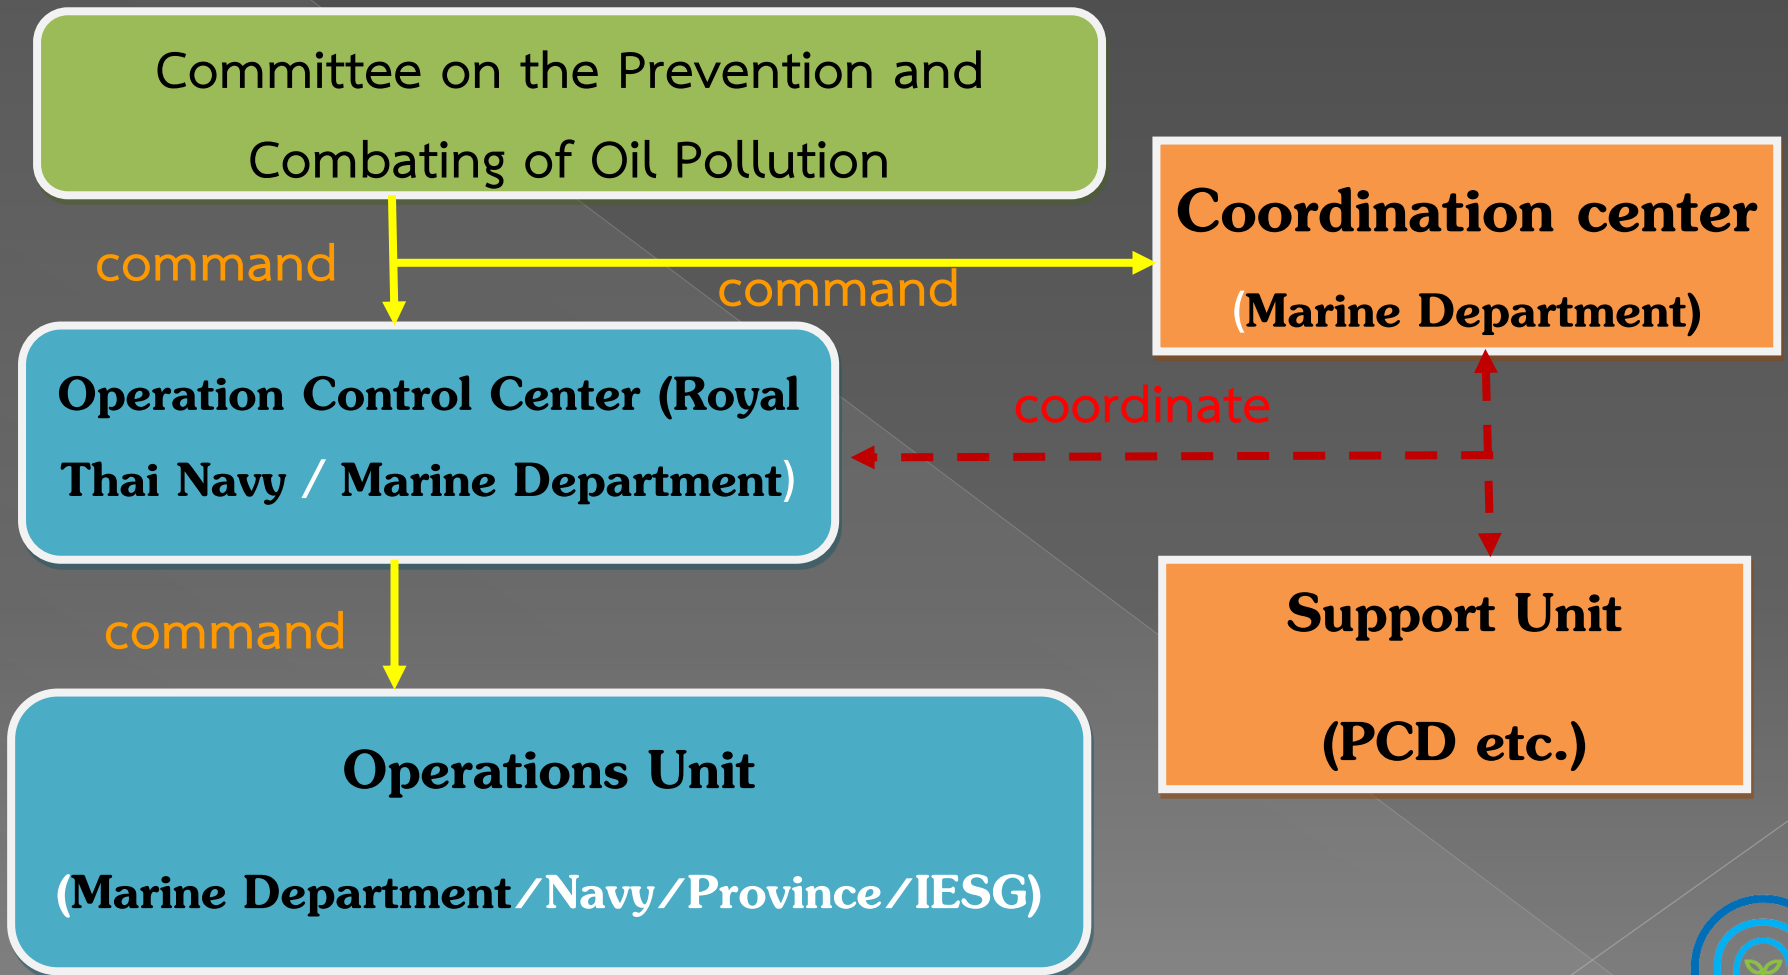 Committee on the Prevention and
Combating of Oil Pollution
command
command
Coordination center
(Marine Department)
Operation Control Center (Royal
Thai Navy / Marine Department)
coordinate
command
Support Unit
(PCD etc.)
Operations Unit
(Marine Department/Navy/Province/IESG)